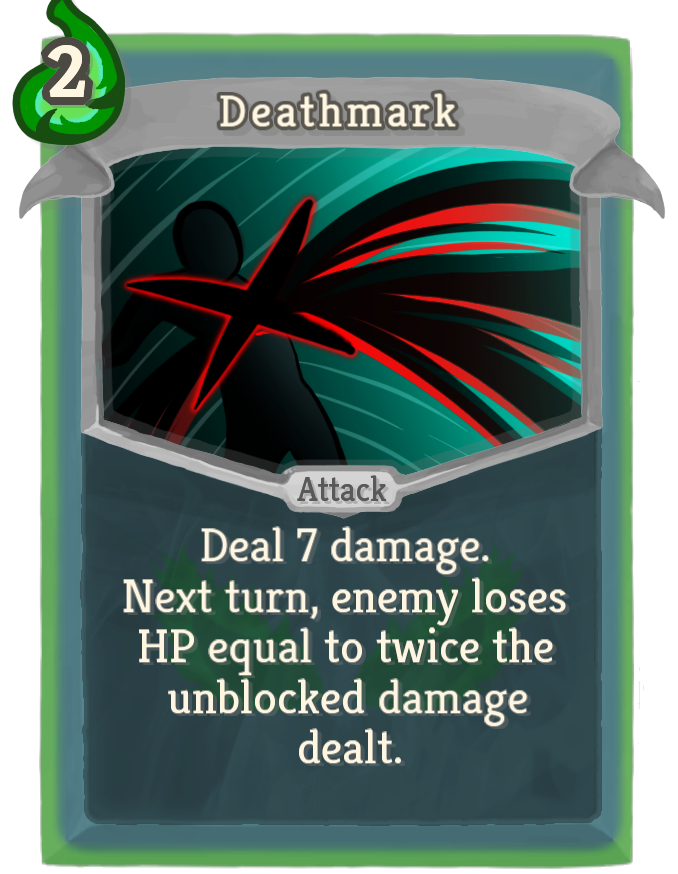 2
Deathmark
Attack
Deal 7 damage.
Next turn, enemy loses
HP equal to twice the
unblocked damage
dealt.